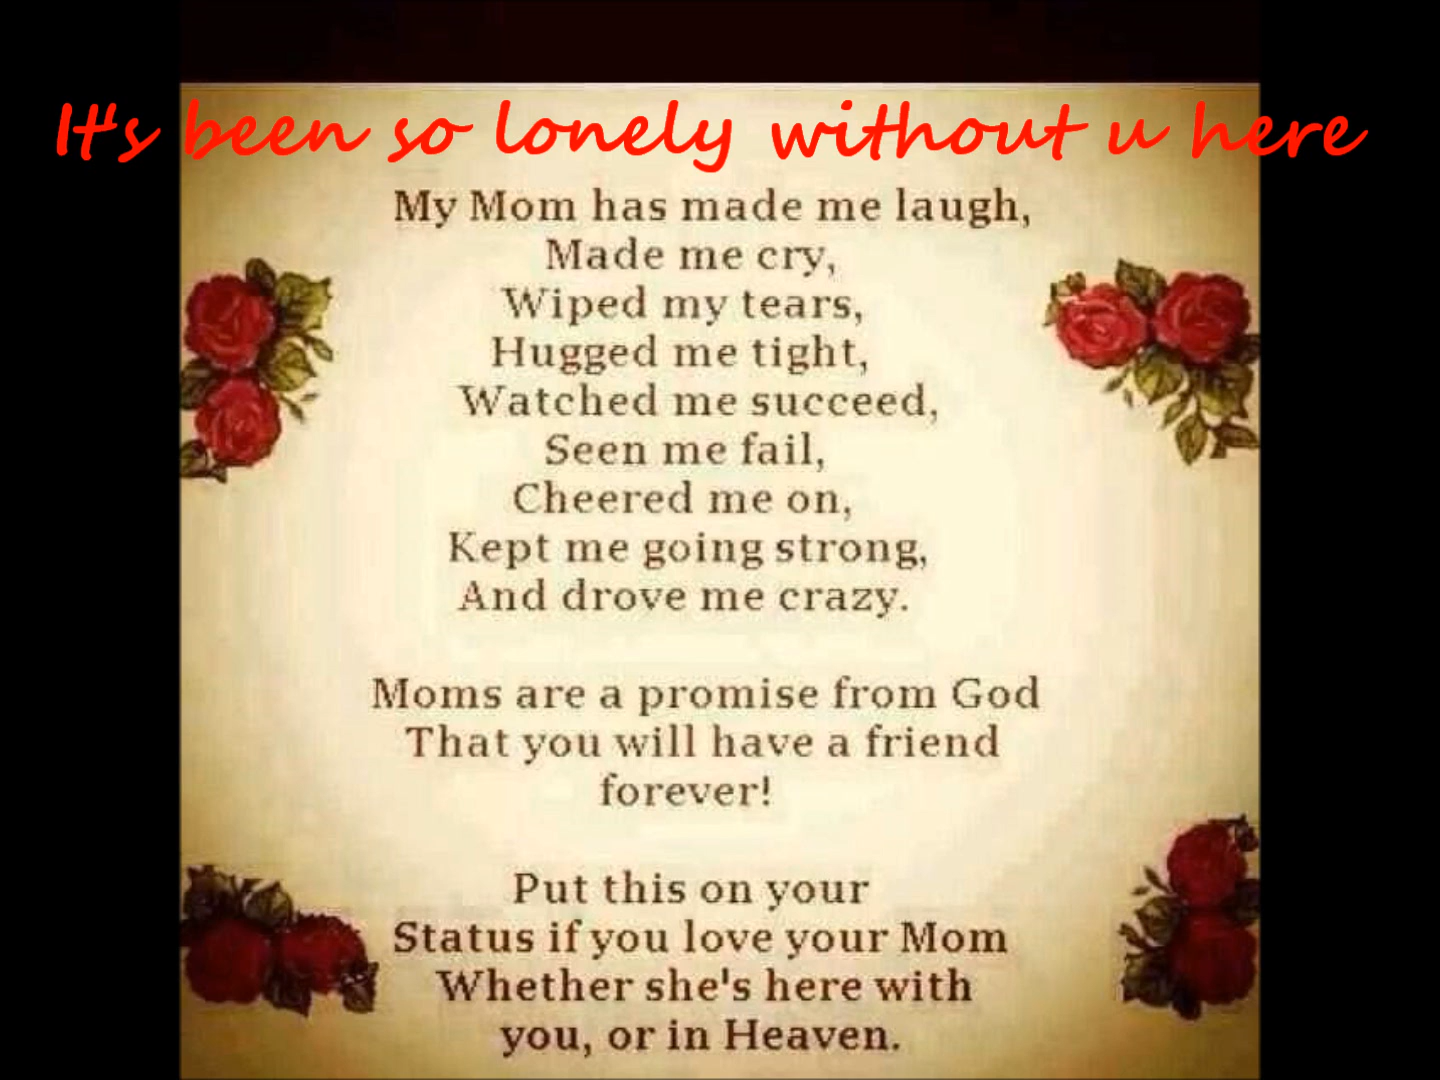 It's been so lonely without u here
My Mom has made me laugh,
Made me cry,
Wiped my tears,
Hugged me tight,
Watched me succeed,
Seen me fail,
Cheered me on,
Kept me going strong,
And drove me crazy.
Moms are a promise from God
That you will have a friend
forever!
Put this on your
Status if you love your Mom
Whether she's here with
you, or in Heaven.